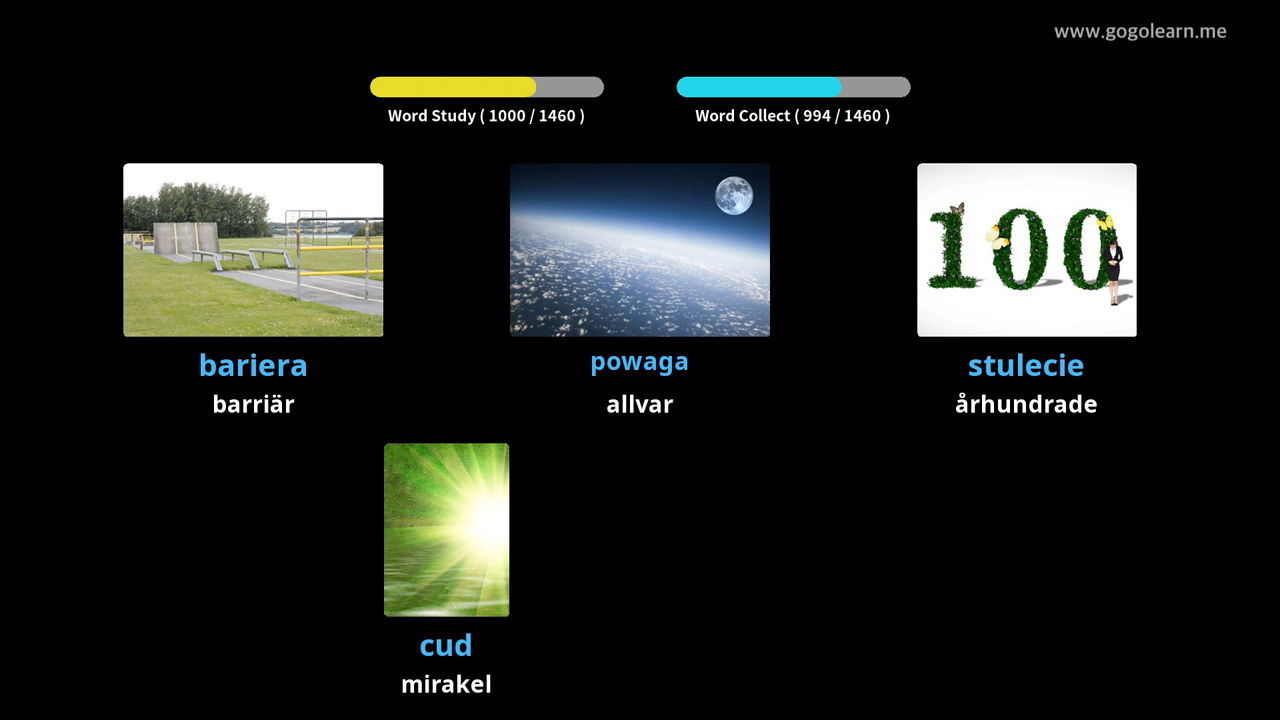 www.gogolearn.me
Word Study ( 1000 / 1460 )
Word Collect ( 994 / 1460 )
100
bariera
barriär
powaga
allvar
stulecie
århundrade
cud
mirakel